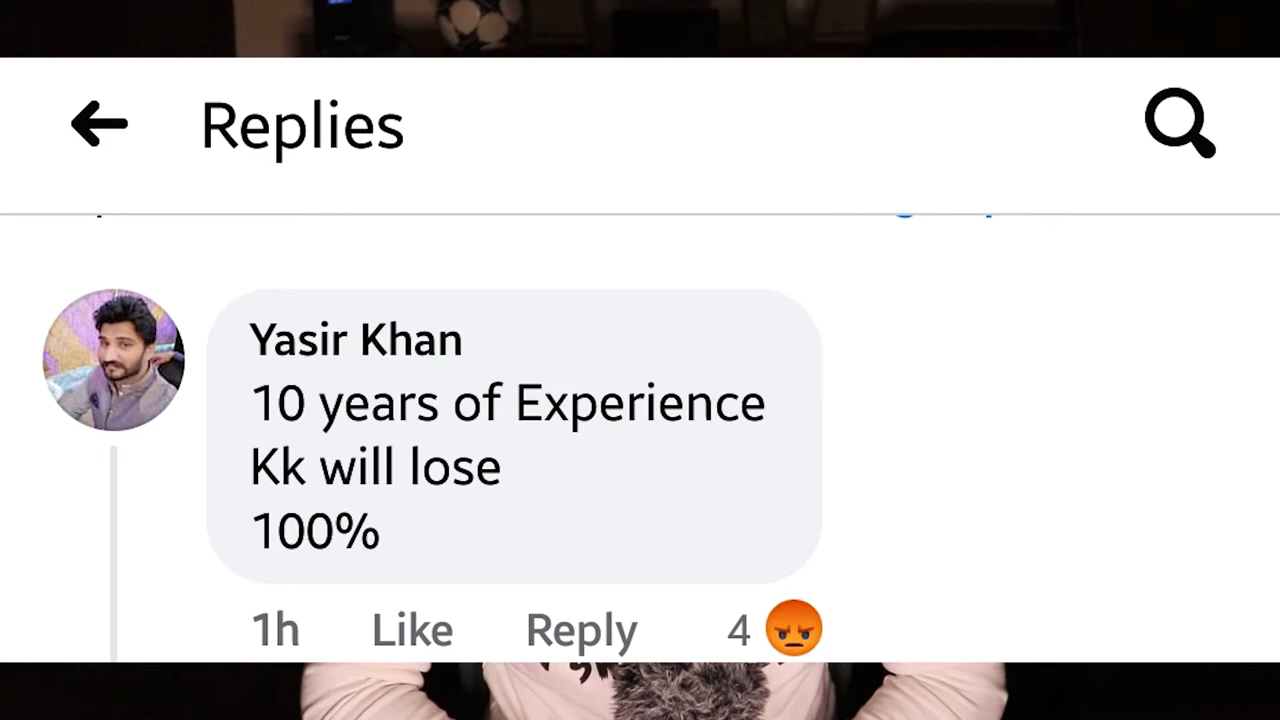 Replies
Yasir Khan
10 years of Experience
Kk will lose
100%
1h Like Reply 4